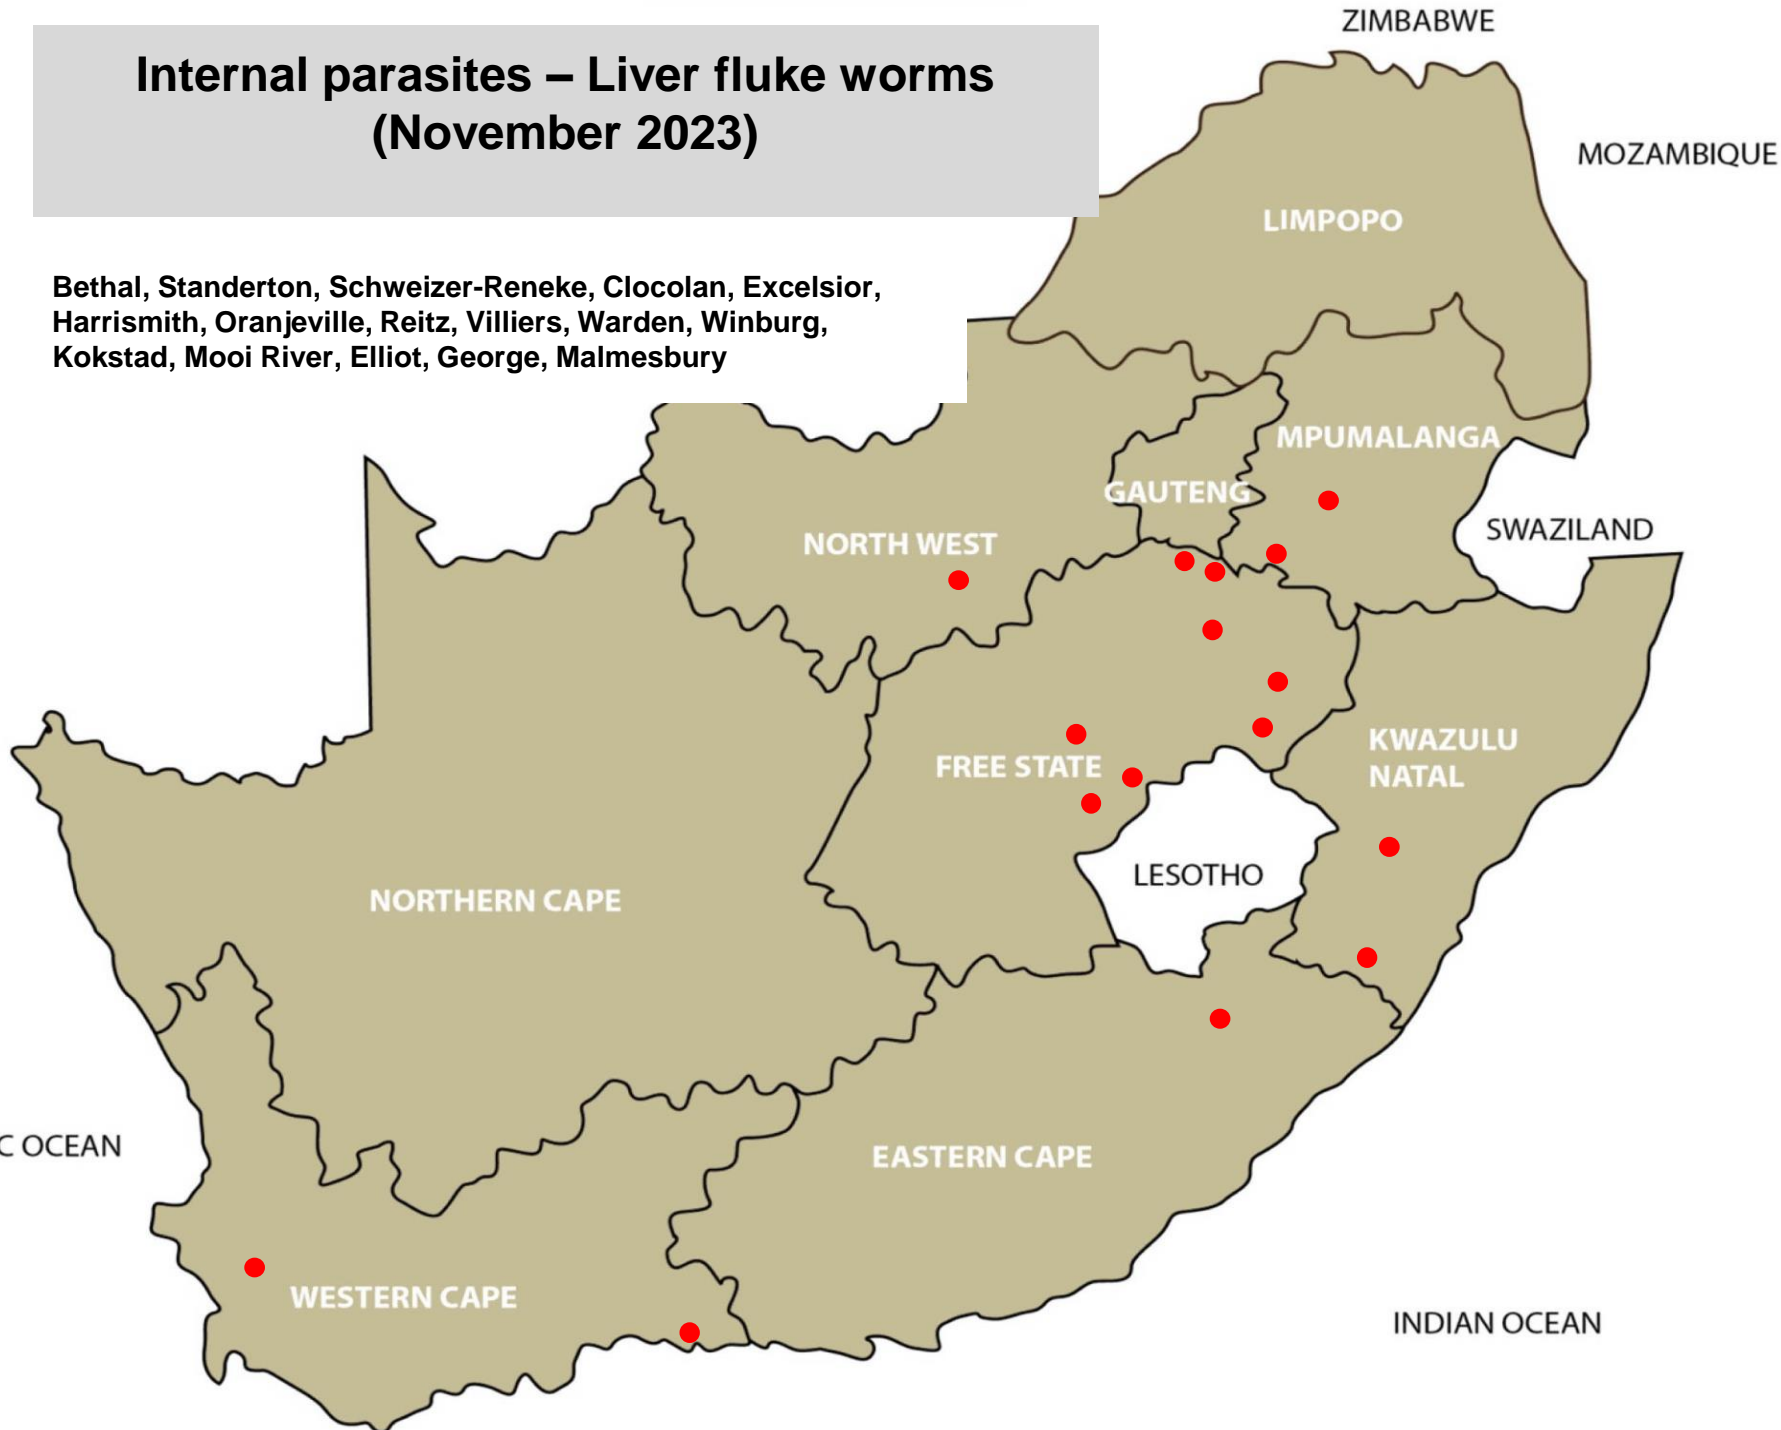 ZIMBABWE
Internal parasites – Liver fluke worms
(November 2023)
MOZAMBIQUE
LIMPOPO
Bethal, Standerton, Schweizer-Reneke, Clocolan, Excelsior,
Harrismith, Oranjeville, Reitz, Villiers, Warden, Winburg,
Kokstad, Mooi River, Elliot, George, Malmesbury
MPUMALANGA
GAUTENG
SWAZILAND
NORTH WEST
KWAZULU
NATAL
FREE STATE
LESOTHO
NORTHERN CAPE
C OCEAN
EASTERN CAPE
WESTERN CAPE
INDIAN OCEAN